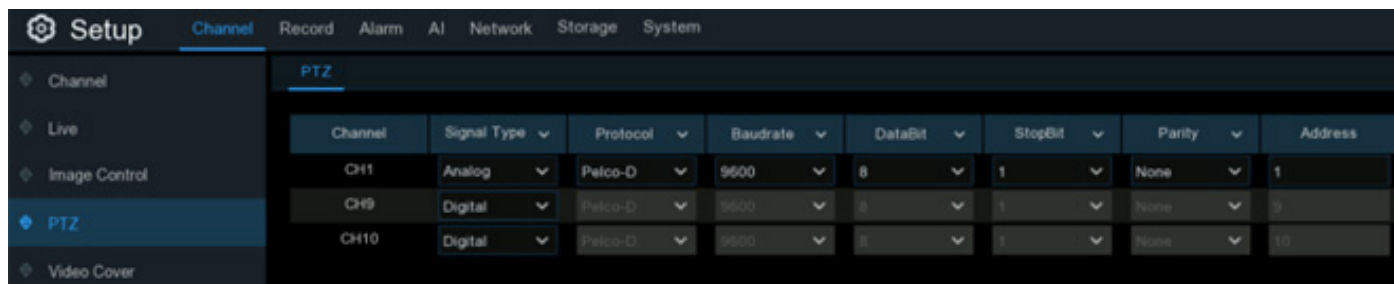 Setup Channel Record Alarm AI Network Storage System
Channel
PTZ
Live
Channel Signal Type Protocol Baudrate DataBit StopBit Parity Address
Image Control
CH1 Analog Pelco-D 9600 8 1 None 1
CH9 Digital Pelco-D 9600 8 1 None 9
PTZ
CH10 Digital Pelco-D 9600 8 1 None 10
Video Cover